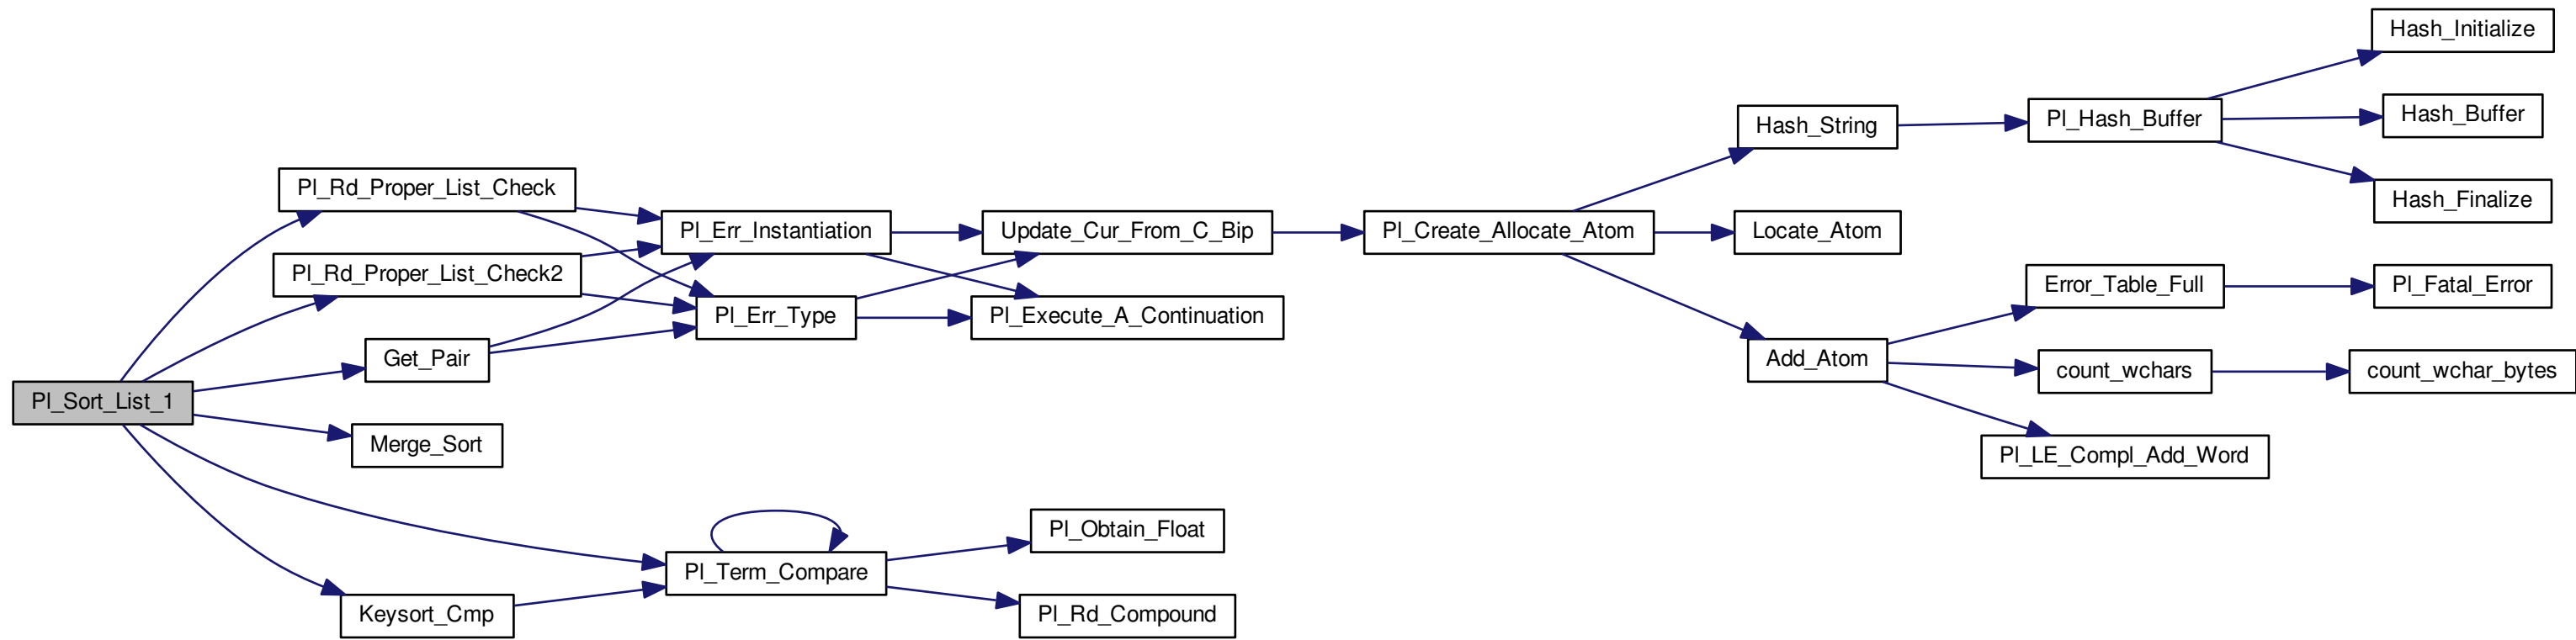 Pl_Sort_List_1
Pl_Rd_Proper_List_Check
Pl_Rd_Proper_List_Check2
Get_Pair
Merge_Sort
Keysort_Cmp
Pl_Err_Instantiation
Pl_Err_Type
Pl_Term_Compare
Update_Cur_From_C_Bip
Pl_Execute_A_Continuation
Pl_Obtain_Float
Pl_Rd_Compound
Pl_Create_Allocate_Atom
Hash_String
Locate_Atom
Add_Atom
Pl_Hash_Buffer
Error_Table_Full
count_wchars
Pl_LE_Compl_Add_Word
Hash_Initialize
Hash_Buffer
Hash_Finalize
Pl_Fatal_Error
count_wchar_bytes